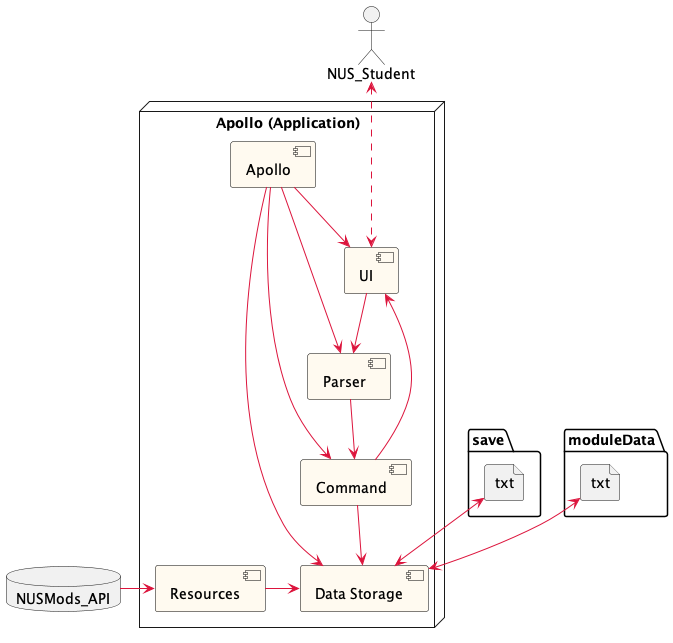 NUS_Student
Apollo (Application)
Apollo
UI
Parser
save
moduleData
txt
txt
Command
NUSMods_API
Resources
Data Storage